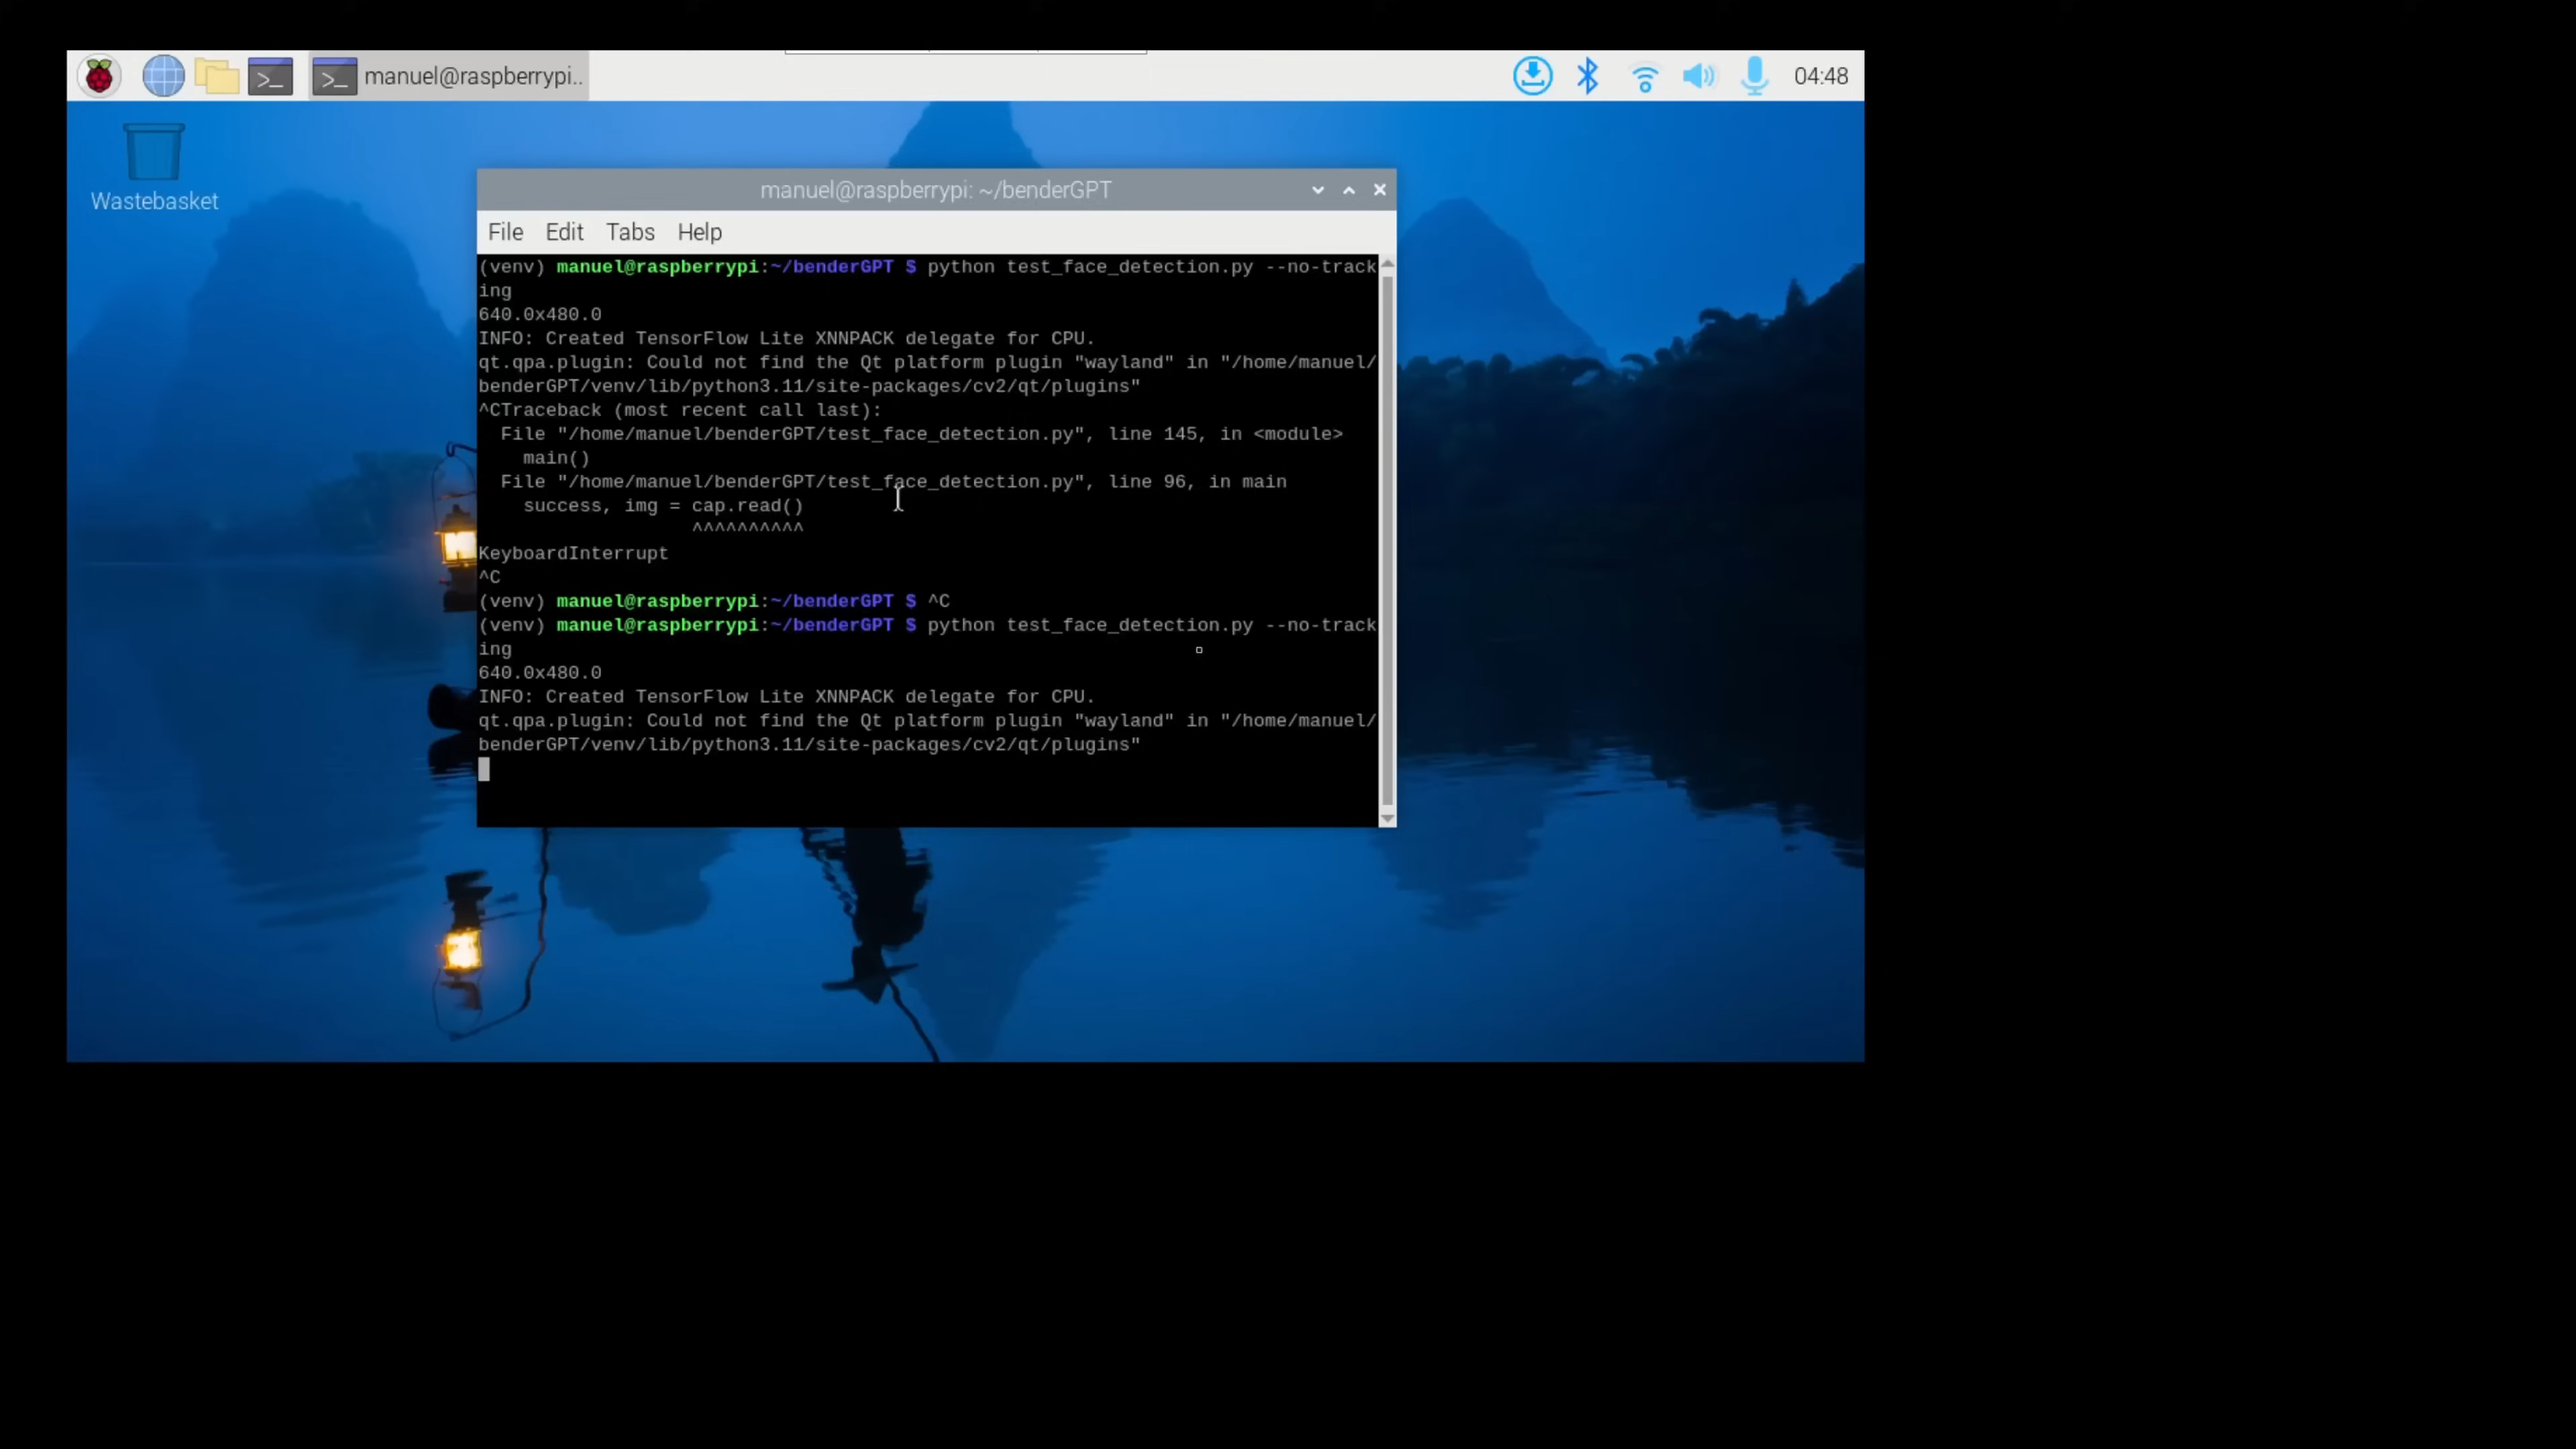 manuel@raspberrypi..
04:48
Wastebasket
manuel@raspberrypi: ~/benderGPT
File Edit Tabs Help
(venv) manuel@raspberrypi:~/benderGPT $ python test_face_detection.py --no-track
ing
640.0x480.0
INFO: Created TensorFlow Lite XNNPACK delegate for CPU.
qt.qpa.plugin: Could not find the Qt platform plugin "wayland" in "/home/manuel/
benderGPT/venv/lib/python3.11/site-packages/cv2/qt/plugins"
^CTraceback (most recent call last):
  File "/home/manuel/benderGPT/test_face_detection.py", line 145, in <module>
    main()
  File "/home/manuel/benderGPT/test_face_detection.py", line 96, in main
    success, img = cap.read()
                   ^^^^^^^^^^
KeyboardInterrupt
^C
(venv) manuel@raspberrypi:~/benderGPT $ ^C
(venv) manuel@raspberrypi:~/benderGPT $ python test_face_detection.py --no-track
ing
640.0x480.0
INFO: Created TensorFlow Lite XNNPACK delegate for CPU.
qt.qpa.plugin: Could not find the Qt platform plugin "wayland" in "/home/manuel/
benderGPT/venv/lib/python3.11/site-packages/cv2/qt/plugins"